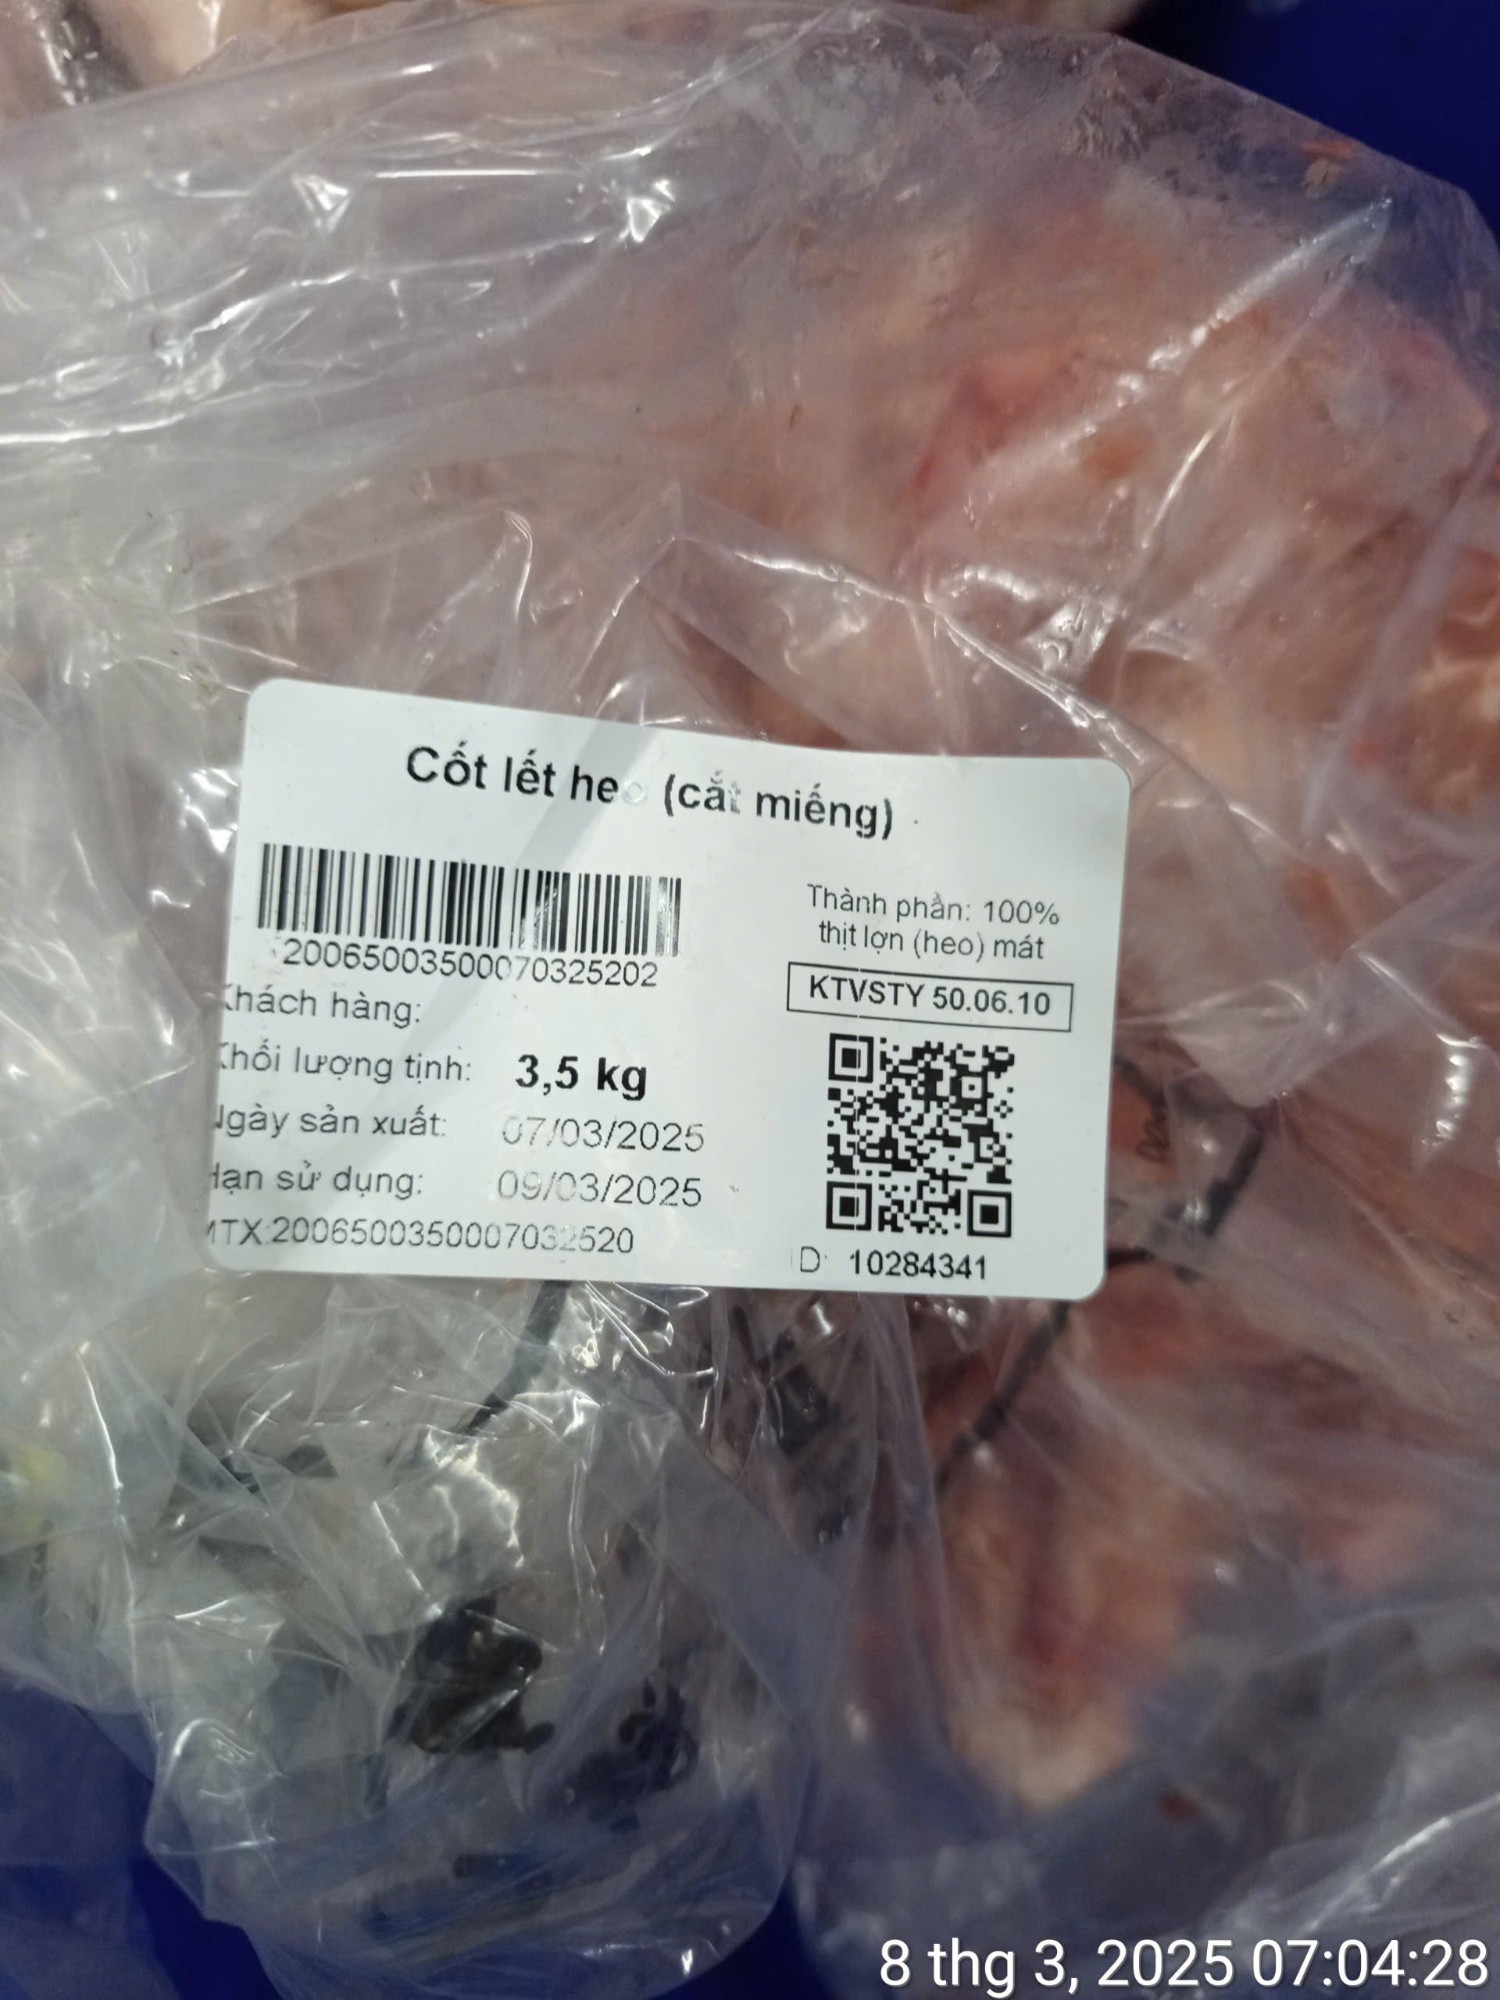 Cốt lết heo (cắt miếng)
20065003500070325202
Khách hàng:
Khối lượng tịnh: 3,5 kg
Ngày sản xuất: 07/03/2025
Hạn sử dụng: 09/03/2025
MTX:2006500350007032520
Thành phần: 100%
thịt lợn (heo) mát
KTVSTY 50.06.10
ID: 10284341
8 thg 3, 2025 07:04:28